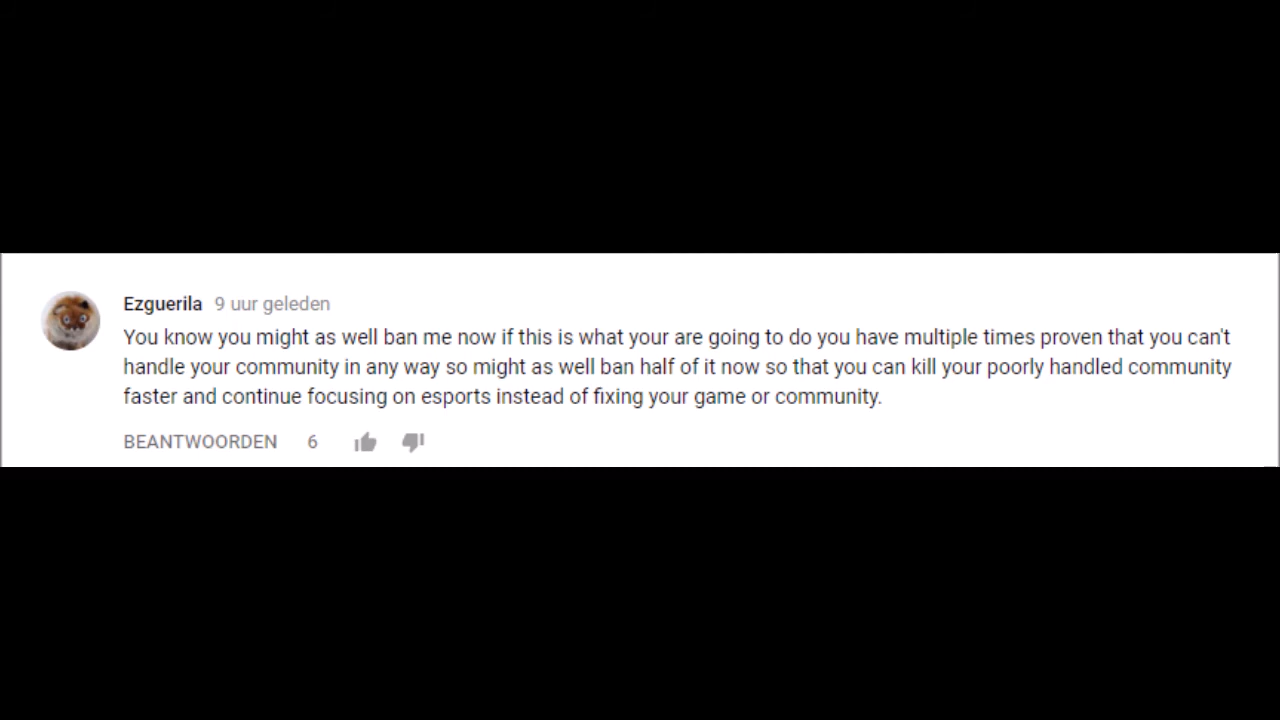 Ezguerila 9 uur geleden
You know you might as well ban me now if this is what your are going to do you have multiple times proven that you can't
handle your community in any way so might as well ban half of it now so that you can kill your poorly handled community
faster and continue focusing on esports instead of fixing your game or community.
BEANTWOORDEN 6